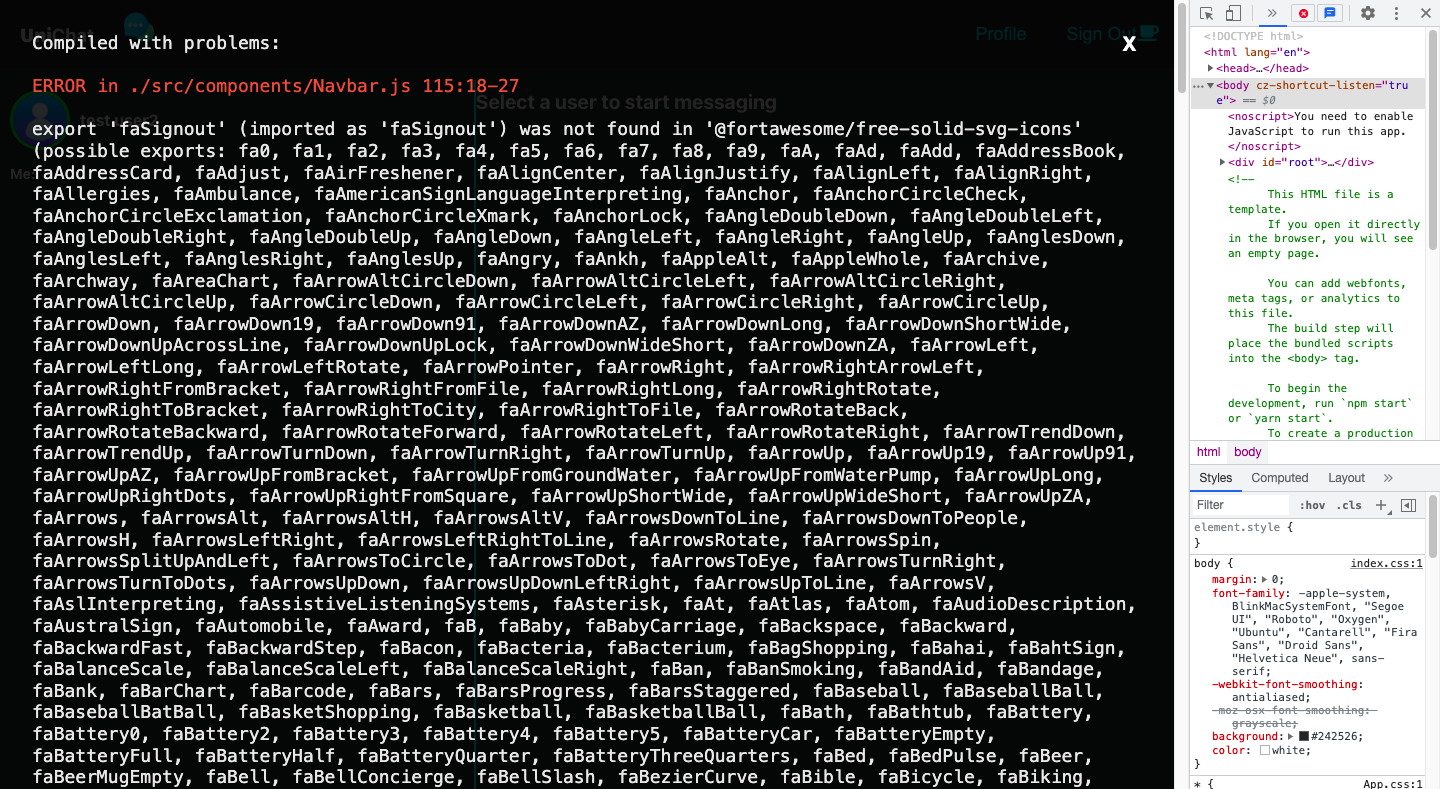 UniChat
Profile
Sign Out
Compiled with problems:
X
ERROR in ./src/components/Navbar.js 115:18-27
Select a user to start messaging
test user2
export 'faSignout' (imported as 'faSignout') was not found in '@fortawesome/free-solid-svg-icons'
(possible exports: fa0, fa1, fa2, fa3, fa4, fa5, fa6, fa7, fa8, fa9, faA, faAd, faAdd, faAddressBook,
faAddressCard, faAdjust, faAirFreshener, faAlignCenter, faAlignJustify, faAlignLeft, faAlignRight,
faAllergies, faAmbulance, faAmericanSignLanguageInterpreting, faAnchor, faAnchorCircleCheck,
faAnchorCircleExclamation, faAnchorCircleXmark, faAnchorLock, faAngleDoubleDown, faAngleDoubleLeft,
faAngleDoubleRight, faAngleDoubleUp, faAngleDown, faAngleLeft, faAngleRight, faAngleUp, faAnglesDown,
faAnglesLeft, faAnglesRight, faAnglesUp, faAngry, faAnkh, faAppleAlt, faAppleWhole, faArchive,
faArchway, faAreaChart, faArrowAltCircleDown, faArrowAltCircleLeft, faArrowAltCircleRight,
faArrowAltCircleUp, faArrowCircleDown, faArrowCircleLeft, faArrowCircleRight, faArrowCircleUp,
faArrowDown, faArrowDown19, faArrowDown91, faArrowDownAZ, faArrowDownLong, faArrowDownShortWide,
faArrowDownUpAcrossLine, faArrowDownUpLock, faArrowDownWideShort, faArrowDownZA, faArrowLeft,
faArrowLeftLong, faArrowLeftRotate, faArrowPointer, faArrowRight, faArrowRightArrowLeft,
faArrowRightFromBracket, faArrowRightFromFile, faArrowRightLong, faArrowRightRotate,
faArrowRightToBracket, faArrowRightToCity, faArrowRightToFile, faArrowRotateBack,
faArrowRotateBackward, faArrowRotateForward, faArrowRotateLeft, faArrowRotateRight, faArrowTrendDown,
faArrowTrendUp, faArrowTurnDown, faArrowTurnRight, faArrowTurnUp, faArrowUp, faArrowUp19, faArrowUp91,
faArrowUpAZ, faArrowUpFromBracket, faArrowUpFromGroundWater, faArrowUpFromWaterPump, faArrowUpLong,
faArrowUpRightDots, faArrowUpRightFromSquare, faArrowUpShortWide, faArrowUpWideShort, faArrowUpZA,
faArrows, faArrowsAlt, faArrowsAltH, faArrowsAltV, faArrowsDownToLine, faArrowsDownToPeople,
faArrowsH, faArrowsLeftRight, faArrowsLeftRightToLine, faArrowsRotate, faArrowsSpin,
faArrowsSplitUpAndLeft, faArrowsToCircle, faArrowsToDot, faArrowsToEye, faArrowsTurnRight,
faArrowsTurnToDots, faArrowsUpDown, faArrowsUpDownLeftRight, faArrowsUpToLine, faArrowsV,
faAslInterpreting, faAssistiveListeningSystems, faAsterisk, faAt, faAtlas, faAtom, faAudioDescription,
faAustralSign, faAutomobile, faAward, faB, faBaby, faBabyCarriage, faBackspace, faBackward,
faBackwardFast, faBackwardStep, faBacon, faBacteria, faBacterium, faBagShopping, faBahai, faBahtSign,
faBalanceScale, faBalanceScaleLeft, faBalanceScaleRight, faBan, faBanSmoking, faBandAid, faBandage,
faBank, faBarChart, faBarcode, faBars, faBarsProgress, faBarsStaggered, faBaseball, faBaseballBall,
faBaseballBatBall, faBasketShopping, faBasketball, faBasketballBall, faBath, faBathtub, faBattery,
faBattery0, faBattery2, faBattery3, faBattery4, faBattery5, faBatteryCar, faBatteryEmpty,
faBatteryFull, faBatteryHalf, faBatteryQuarter, faBatteryThreeQuarters, faBed, faBedPulse, faBeer,
faBeerMugEmpty, faBell, faBellConcierge, faBellSlash, faBezierCurve, faBible, faBicycle, faBiking,
<!DOCTYPE html>
<html lang="en">
<head>…</head>
<body cz-shortcut-listen="tru
e"> == $0
<noscript>You need to enable
JavaScript to run this app.
</noscript>
<div id="root">…</div>
<!--
This HTML file is a
template.
If you open it directly
in the browser, you will see
an empty page.
You can add webfonts,
meta tags, or analytics to
this file.
The build step will
place the bundled scripts
into the <body> tag.
To begin the
development, run `npm start`
or `yarn start`.
To create a production
html body
Styles Computed Layout »
Filter :hov .cls +
element.style {
}
body { index.css:1
margin: 0;
font-family: -apple-system,
BlinkMacSystemFont, "Segoe
UI", "Roboto", "Oxygen",
"Ubuntu", "Cantarell", "Fira
Sans", "Droid Sans",
"Helvetica Neue", sans-
serif;
-webkit-font-smoothing:
antialiased;
-moz-osx-font-smoothing:
grayscale;
background: #242526;
color: white;
}
* { App.css:1